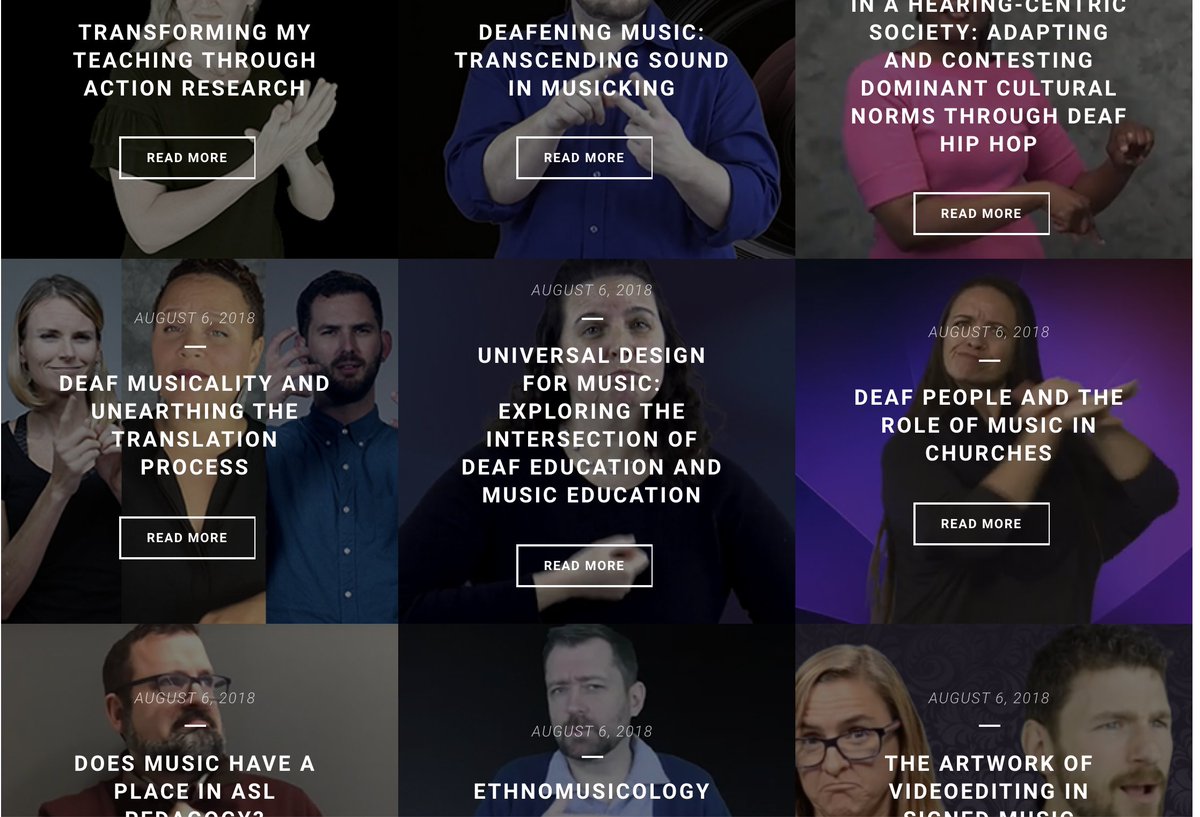 TRANSFORMING MY
TEACHING THROUGH
ACTION RESEARCH
READ MORE
DEAFENING MUSIC:
TRANSCENDING SOUND
IN MUSICKING
READ MORE
IN A HEARING-CENTRIC
SOCIETY: ADAPTING
AND CONTESTING
DOMINANT CULTURAL
NORMS THROUGH DEAF
HIP HOP
READ MORE
AUGUST 6, 2018
DEAF MUSICALITY AND
UNEARTHING THE
TRANSLATION
PROCESS
READ MORE
AUGUST 6, 2018
UNIVERSAL DESIGN
FOR MUSIC:
EXPLORING THE
INTERSECTION OF
DEAF EDUCATION AND
MUSIC EDUCATION
READ MORE
AUGUST 6, 2018
DEAF PEOPLE AND THE
ROLE OF MUSIC IN
CHURCHES
READ MORE
AUGUST 6, 2018
DOES MUSIC HAVE A
PLACE IN ASL
PEDAGOGY?
AUGUST 6, 2018
ETHNOMUSICOLOGY
AUGUST 6, 2018
THE ARTWORK OF
VIDEOEDITING IN
SIGNED MUSIC